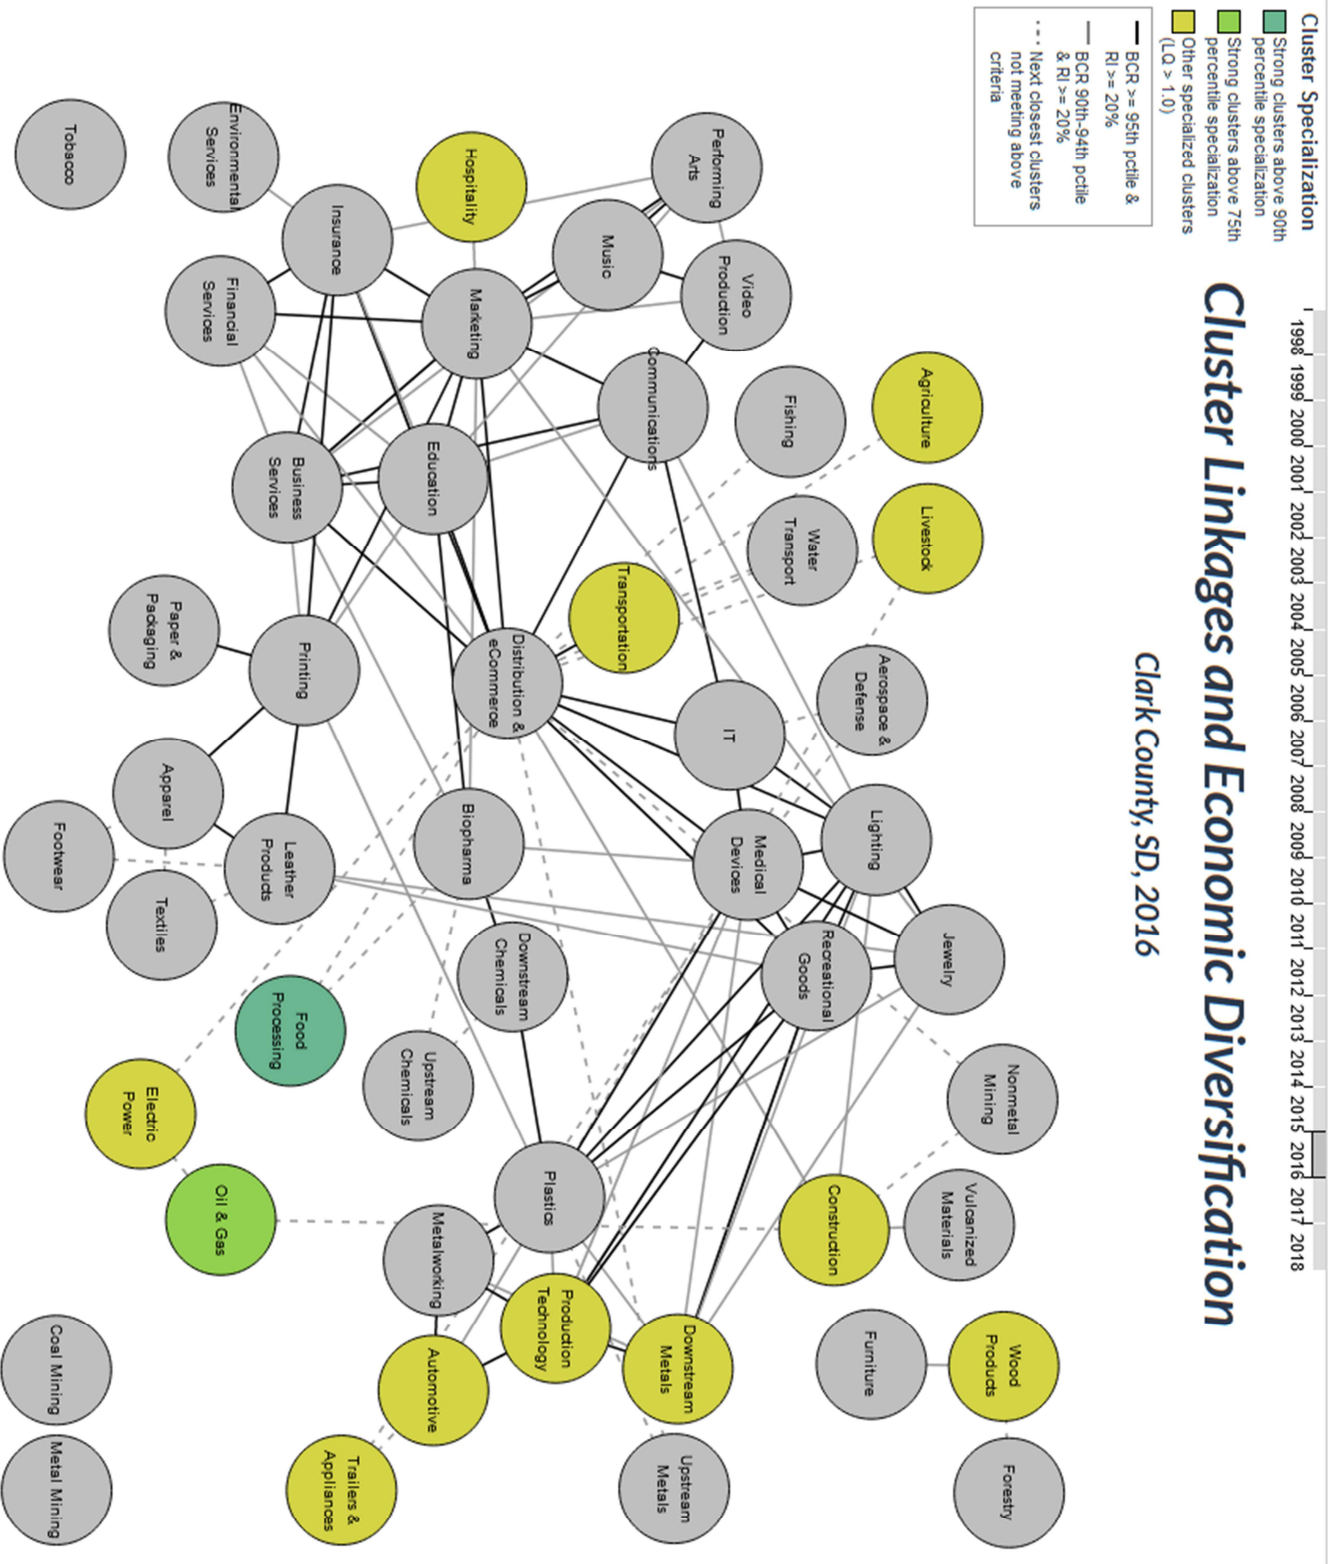 Cluster Linkages and Economic Diversification
Clark County, SD, 2016
1998 1999 2000 2001 2002 2003 2004 2005 2006 2007 2008 2009 2010 2011 2012 2013 2014 2015 2016 2017 2018
Cluster Specialization
Strong clusters above 90th
percentile specialization
Strong clusters above 75th
percentile specialization
Other specialized clusters
(LQ > 1.0)
BCR >= 95th pctile &
RI >= 20%
BCR 90th-94th pctile
& RI >= 20%
Next closest clusters
not meeting above
criteria
Agriculture
Livestock
Aerospace &
Defense
Lighting
Jewelry
Nonmetal
Mining
Vulcanized
Materials
Wood
Products
Forestry
Furniture
Performing
Arts
Video
Production
Fishing
Water
Transport
IT
Medical
Devices
Recreational
Goods
Construction
Music
Communications
Transportation
Downstream
Metals
Upstream
Metals
Hospitality
Marketing
Education
Distribution &
eCommerce
Biopharma
Downstream
Chemicals
Upstream
Chemicals
Plastics
Metalworking
Production
Technology
Automotive
Trailers &
Appliances
Insurance
Business
Services
Printing
Leather
Products
Food
Processing
Environmental
Services
Financial
Services
Paper &
Packaging
Apparel
Textiles
Electric
Power
Oil & Gas
Tobacco
Footwear
Coal Mining
Metal Mining